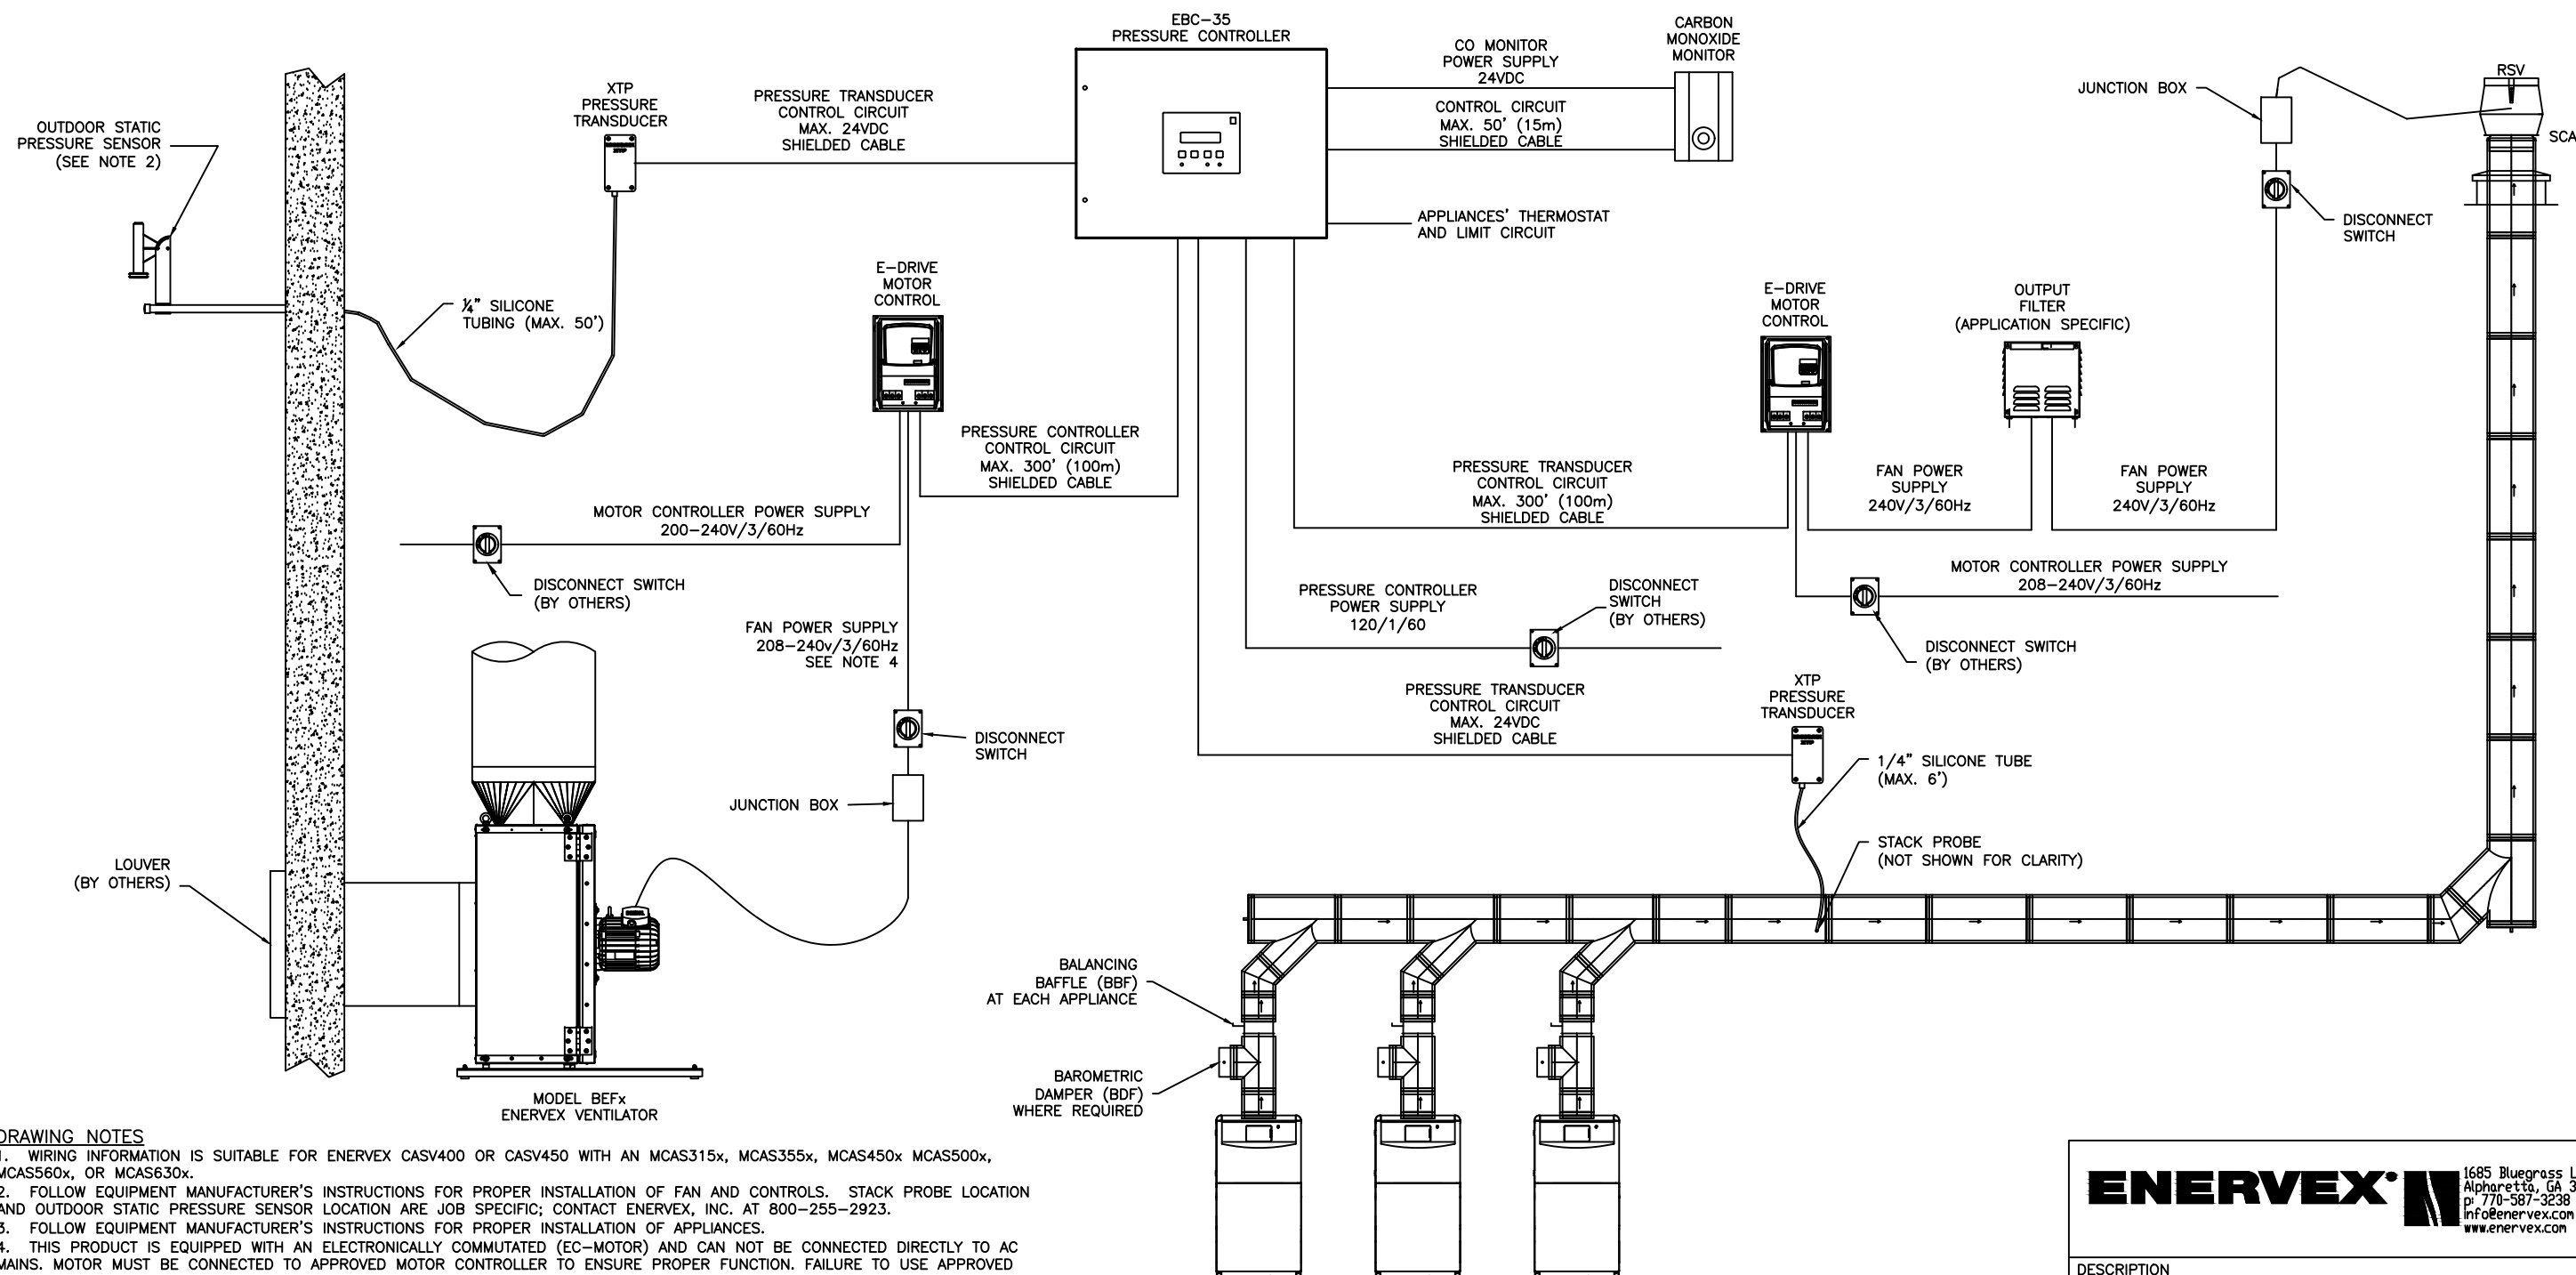 EBC-35
PRESSURE CONTROLLER
CARBON
MONOXIDE
MONITOR
CO MONITOR
POWER SUPPLY
24VDC
CONTROL CIRCUIT
MAX. 50' (15m)
SHIELDED CABLE
APPLIANCES' THERMOSTAT
AND LIMIT CIRCUIT
RSV
JUNCTION BOX
DISCONNECT
SWITCH
OUTDOOR STATIC
PRESSURE SENSOR
(SEE NOTE 2)
XTP
PRESSURE
TRANSDUCER
PRESSURE TRANSDUCER
CONTROL CIRCUIT
MAX. 24VDC
SHIELDED CABLE
¼" SILICONE
TUBING (MAX. 50')
E-DRIVE
MOTOR
CONTROL
PRESSURE CONTROLLER
CONTROL CIRCUIT
MAX. 300' (100m)
SHIELDED CABLE
MOTOR CONTROLLER POWER SUPPLY
200-240V/3/60Hz
DISCONNECT SWITCH
(BY OTHERS)
FAN POWER SUPPLY
208-240v/3/60Hz
SEE NOTE 4
DISCONNECT
SWITCH
JUNCTION BOX
LOUVER
(BY OTHERS)
MODEL BEFx
ENERVEX VENTILATOR
E-DRIVE
MOTOR
CONTROL
OUTPUT
FILTER
(APPLICATION SPECIFIC)
PRESSURE TRANSDUCER
CONTROL CIRCUIT
MAX. 300' (100m)
SHIELDED CABLE
FAN POWER
SUPPLY
240V/3/60Hz
FAN POWER
SUPPLY
240V/3/60Hz
MOTOR CONTROLLER POWER SUPPLY
208-240V/3/60Hz
DISCONNECT SWITCH
(BY OTHERS)
PRESSURE CONTROLLER
POWER SUPPLY
120/1/60
DISCONNECT
SWITCH
(BY OTHERS)
PRESSURE TRANSDUCER
CONTROL CIRCUIT
MAX. 24VDC
SHIELDED CABLE
XTP
PRESSURE
TRANSDUCER
1/4" SILICONE TUBE
(MAX. 6')
STACK PROBE
(NOT SHOWN FOR CLARITY)
BALANCING
BAFFLE (BBF)
AT EACH APPLIANCE
BAROMETRIC
DAMPER (BDF)
WHERE REQUIRED
DRAWING NOTES
1. WIRING INFORMATION IS SUITABLE FOR ENERVEX CASV400 OR CASV450 WITH AN MCAS315x, MCAS355x, MCAS450x MCAS500x,
MCAS560x, OR MCAS630x.
2. FOLLOW EQUIPMENT MANUFACTURER'S INSTRUCTIONS FOR PROPER INSTALLATION OF FAN AND CONTROLS. STACK PROBE LOCATION
AND OUTDOOR STATIC PRESSURE SENSOR LOCATION ARE JOB SPECIFIC; CONTACT ENERVEX, INC. AT 800-255-2923.
3. FOLLOW EQUIPMENT MANUFACTURER'S INSTRUCTIONS FOR PROPER INSTALLATION OF APPLIANCES.
4. THIS PRODUCT IS EQUIPPED WITH AN ELECTRONICALLY COMMUTATED (EC-MOTOR) AND CAN NOT BE CONNECTED DIRECTLY TO AC
MAINS. MOTOR MUST BE CONNECTED TO APPROVED MOTOR CONTROLLER TO ENSURE PROPER FUNCTION. FAILURE TO USE APPROVED
ENERVEX
1685 Bluegrass
Alpharetta, GA
p: 770-587-3238
info@enervex.com
www.enervex.com
DESCRIPTION